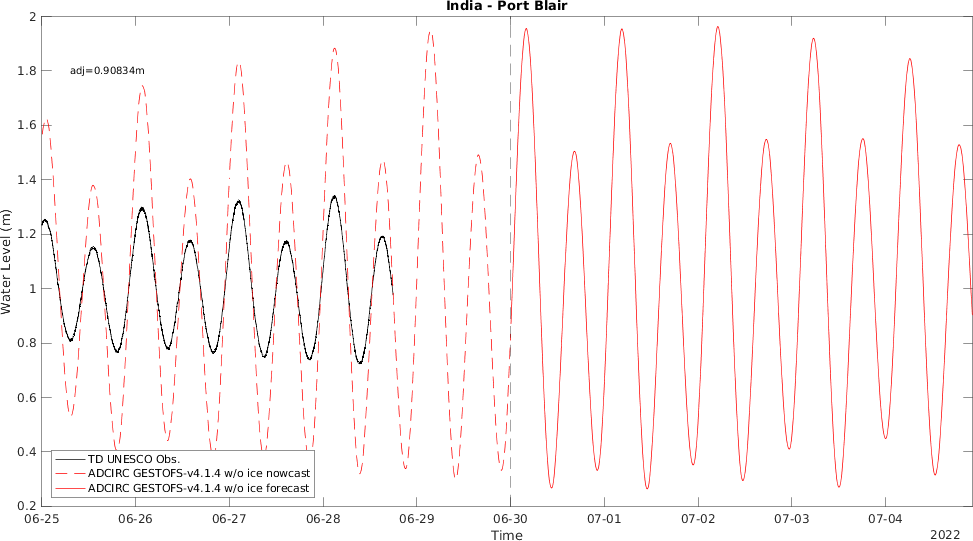 India - Port Blair
2
1.8
1.6
1.4
1.2
1
0.8
0.6
0.4
0.2
Water Level (m)
adj=0.90834m
TD UNESCO Obs.
ADCIRC GESTOFS-v4.1.4 w/o ice nowcast
ADCIRC GESTOFS-v4.1.4 w/o ice forecast
06-25 06-26 06-27 06-28 06-29 06-30 07-01 07-02 07-03 07-04
Time
2022